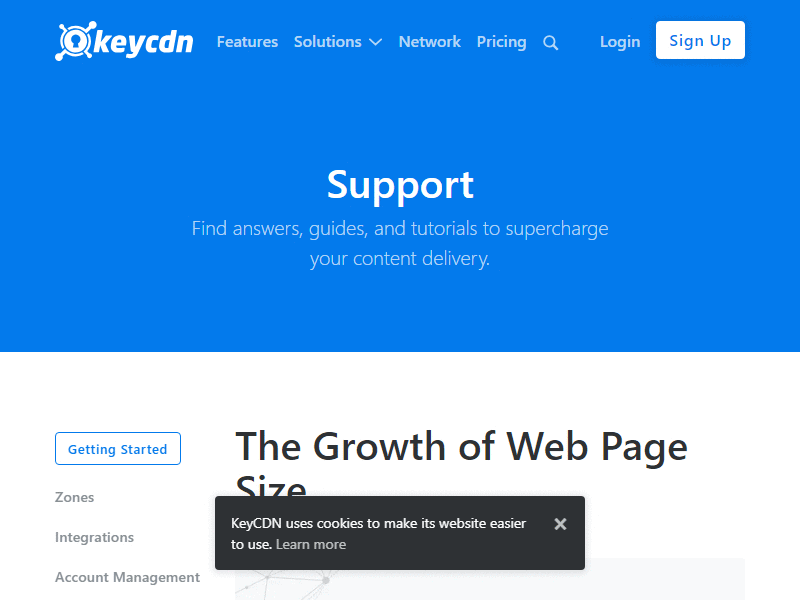 keycdn
Features
Solutions
Network
Pricing
Login
Sign Up
Support
Find answers, guides, and tutorials to supercharge
your content delivery.
Getting Started
Zones
Integrations
Account Management
The Growth of Web Page
Size
KeyCDN uses cookies to make its website easier
to use. Learn more